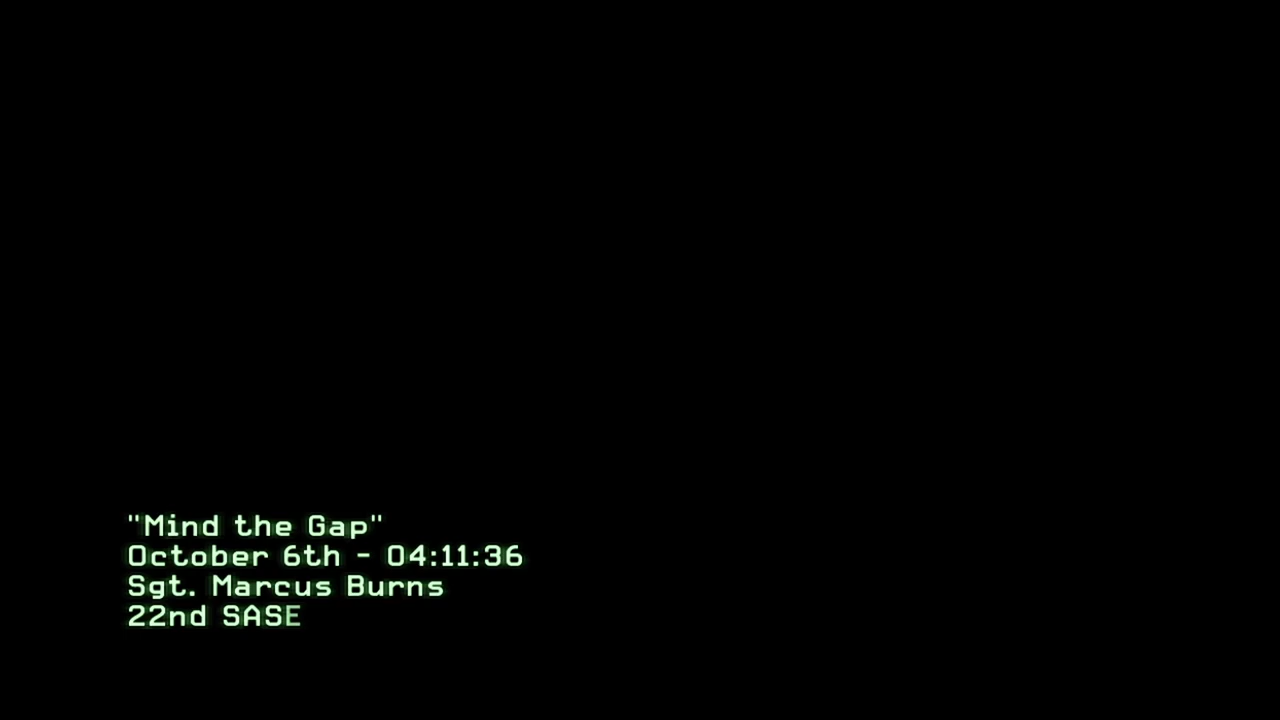 "Mind the Gap"
October 6th - 04:11:36
Sgt. Marcus Burns
22nd SASE